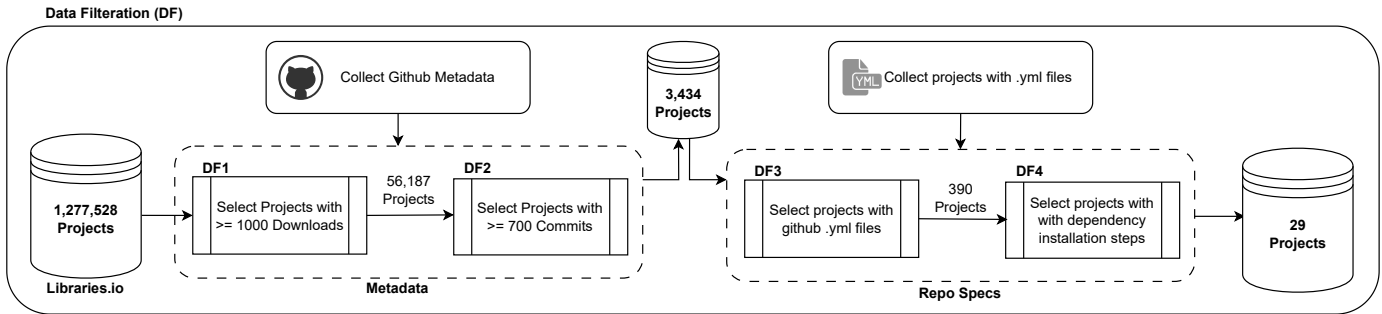 Data Filteration (DF)
Collect Github Metadata
3,434
Projects
YML
Collect projects with .yml files
1,277,528
Projects
Libraries.io
DF1
Select Projects with
>= 1000 Downloads
56,187
Projects
DF2
Select Projects with
>= 700 Commits
Metadata
DF3
Select projects with
github .yml files
390
Projects
DF4
Select projects with
with dependency
installation steps
Repo Specs
29
Projects